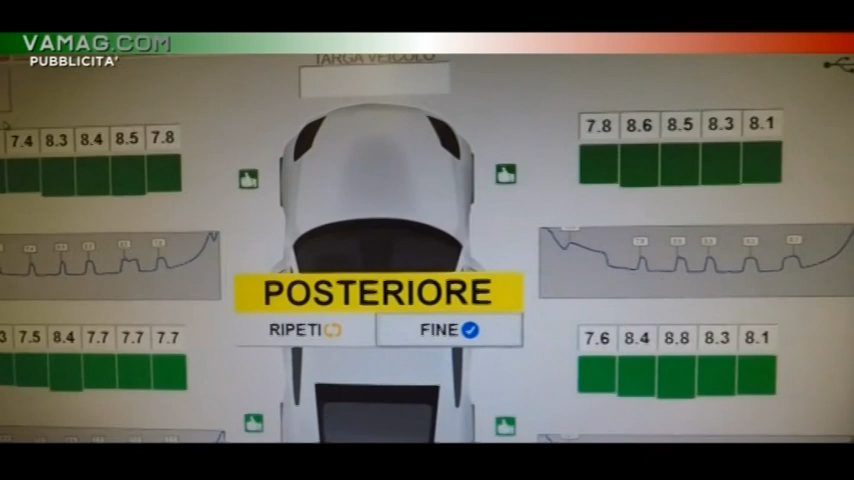 VAMAG.COM
PUBBLICITA'
TARGA VEICOLO
7.4 8.3 8.4 8.5 7.8
7.8 8.6 8.5 8.3 8.1
POSTERIORE
RIPETI FINE
7.5 8.4 7.7 7.7 7.7
7.6 8.4 8.8 8.3 8.1